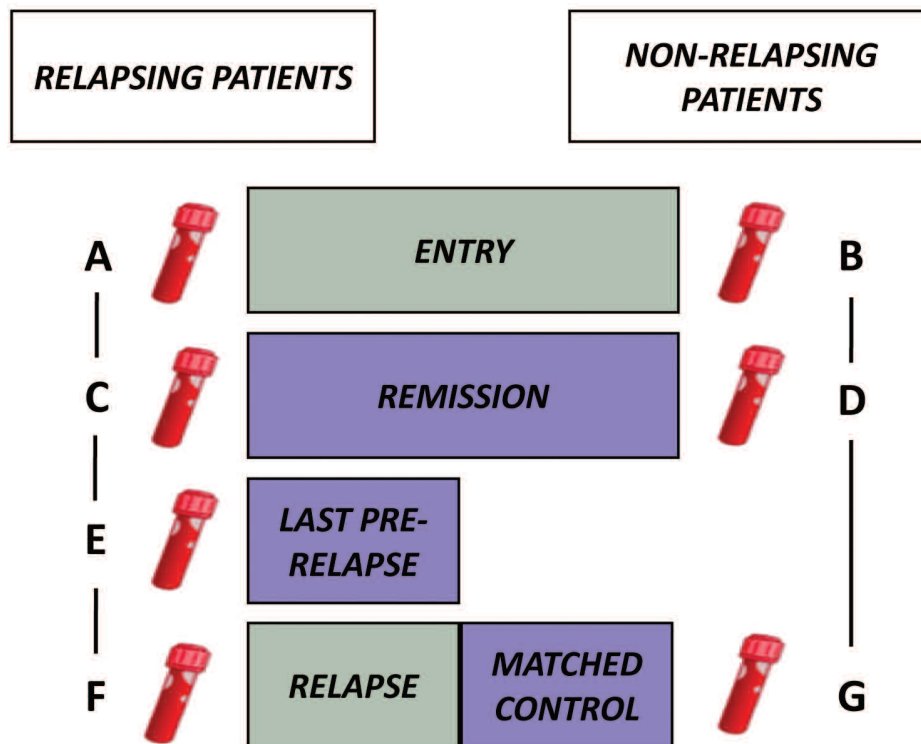 RELAPSING PATIENTS
NON-RELAPSING
PATIENTS
A
ENTRY
B
C
REMISSION
D
E
LAST PRE-
RELAPSE
F
RELAPSE
MATCHED
CONTROL
G